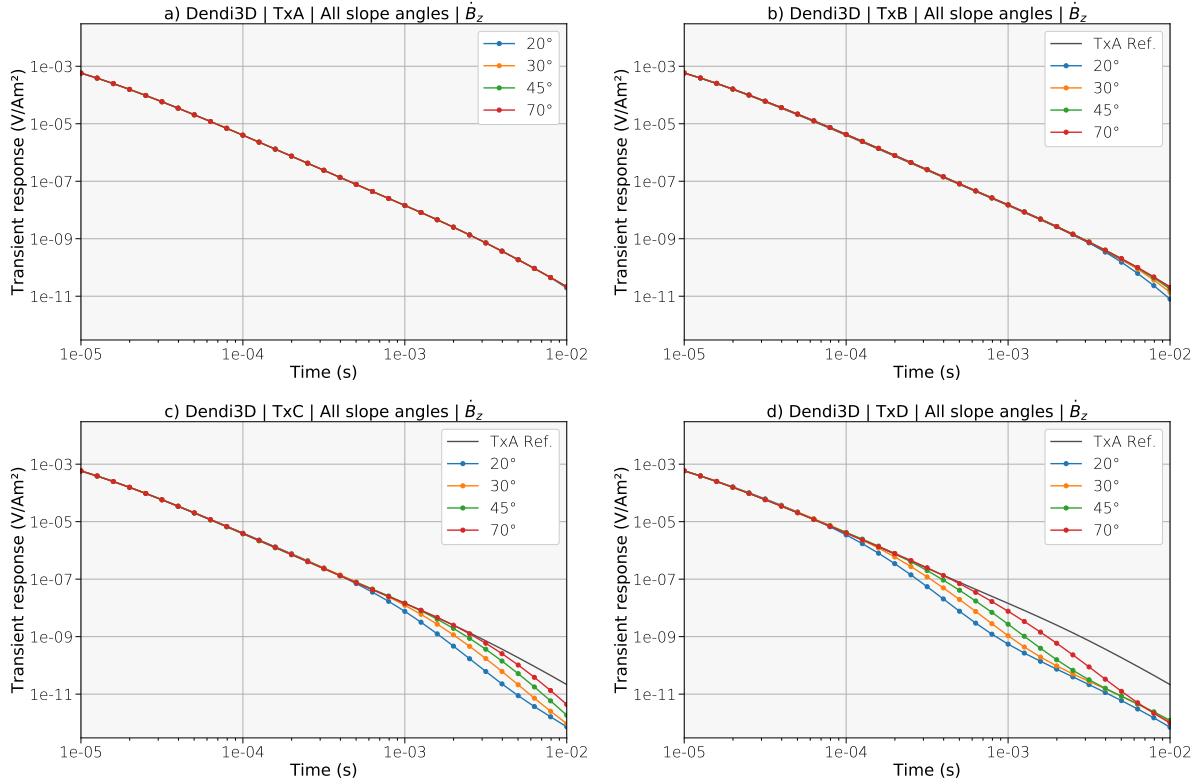 a) Dendi3D | TxA | All slope angles | Ḃz
Transient response (V/Am²)
1e-03
1e-05
1e-07
1e-09
1e-11
20°
30°
45°
70°
1e-05 1e-04 1e-03 1e-02
Time (s)
b) Dendi3D | TxB | All slope angles | Ḃz
Transient response (V/Am²)
1e-03
1e-05
1e-07
1e-09
1e-11
TxA Ref.
20°
30°
45°
70°
1e-05 1e-04 1e-03 1e-02
Time (s)
c) Dendi3D | TxC | All slope angles | Ḃz
Transient response (V/Am²)
1e-03
1e-05
1e-07
1e-09
1e-11
TxA Ref.
20°
30°
45°
70°
1e-05 1e-04 1e-03 1e-02
Time (s)
d) Dendi3D | TxD | All slope angles | Ḃz
Transient response (V/Am²)
1e-03
1e-05
1e-07
1e-09
1e-11
TxA Ref.
20°
30°
45°
70°
1e-05 1e-04 1e-03 1e-02
Time (s)